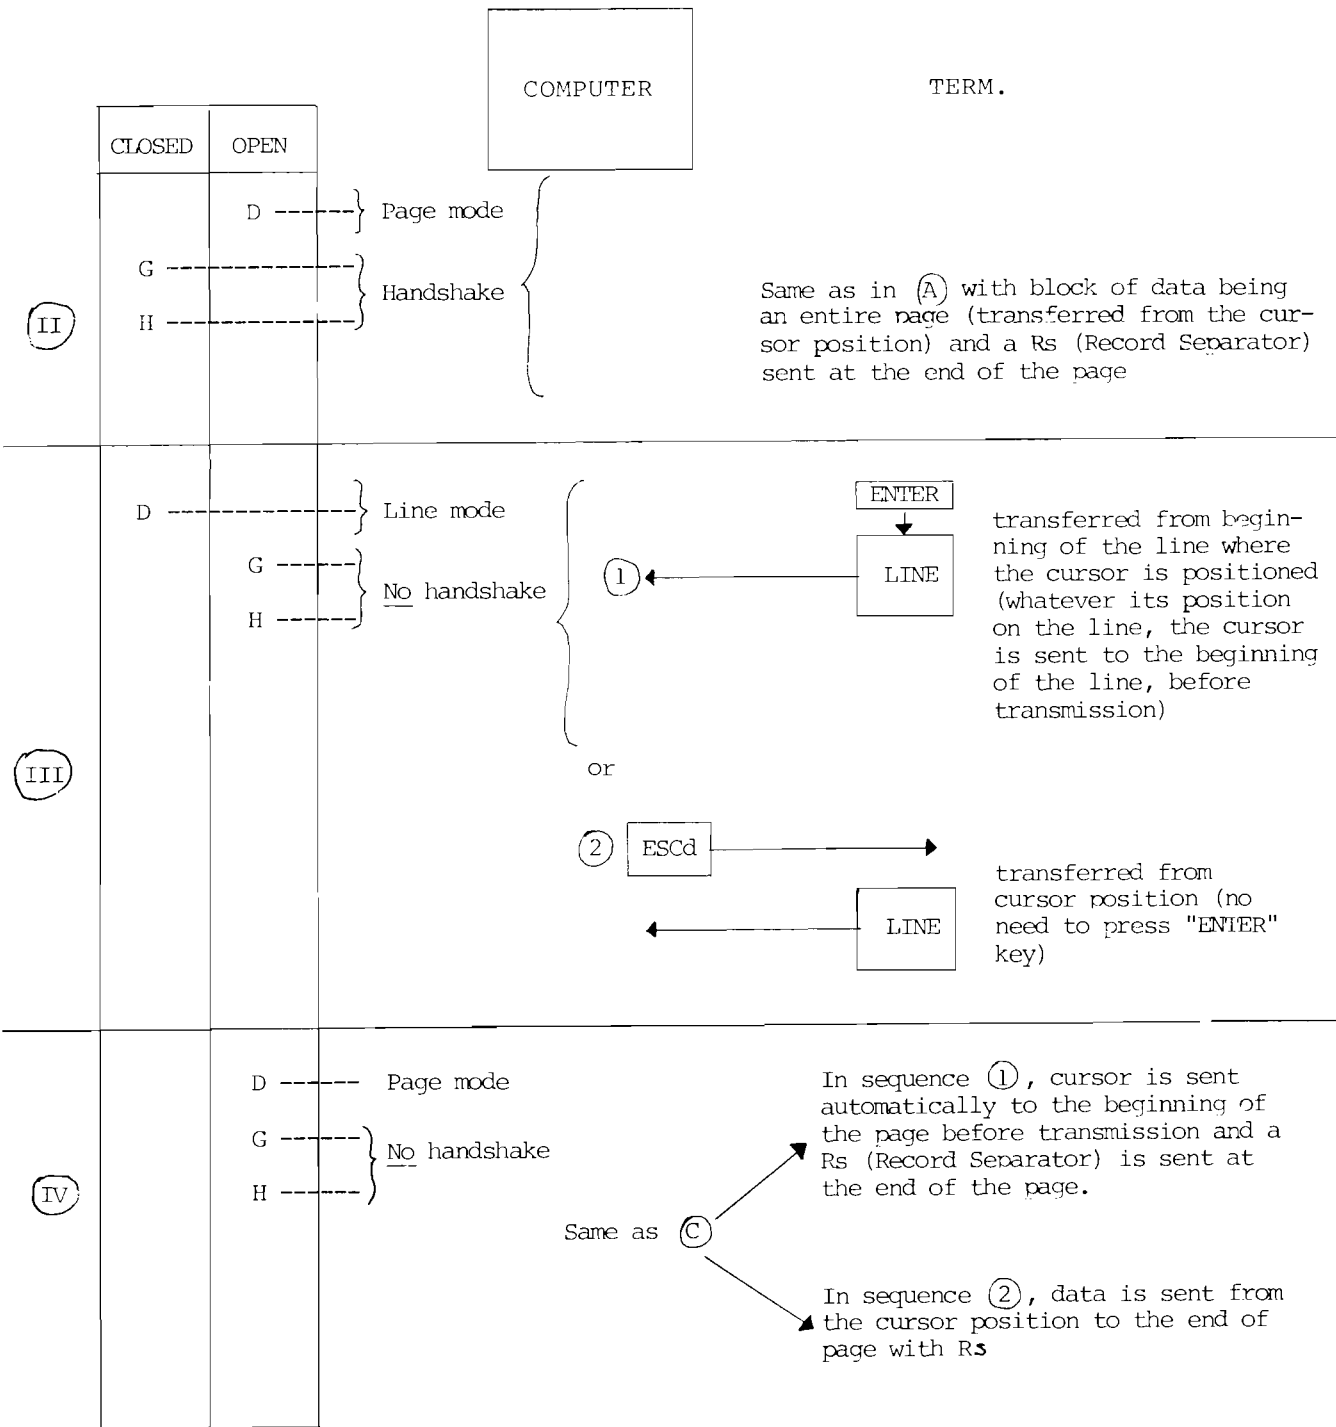 COMPUTER
TERM.
CLOSED
OPEN
D
Page mode
G
Handshake
H
II
Same as in A with block of data being
an entire page (transferred from the cur-
sor position) and a Rs (Record Separator)
sent at the end of the page
D
Line mode
G
No handshake
H
1
ENTER
LINE
transferred from begin-
ning of the line where
the cursor is positioned
(whatever its position
on the line, the cursor
is sent to the beginning
of the line, before
transmission)
III
or
2
ESCd
LINE
transferred from
cursor position (no
need to press "ENTER"
key)
D
Page mode
G
No handshake
H
IV
Same as C
In sequence 1, cursor is sent
automatically to the beginning of
the page before transmission and a
Rs (Record Separator) is sent at
the end of the page.
In sequence 2, data is sent from
the cursor position to the end of
page with Rs